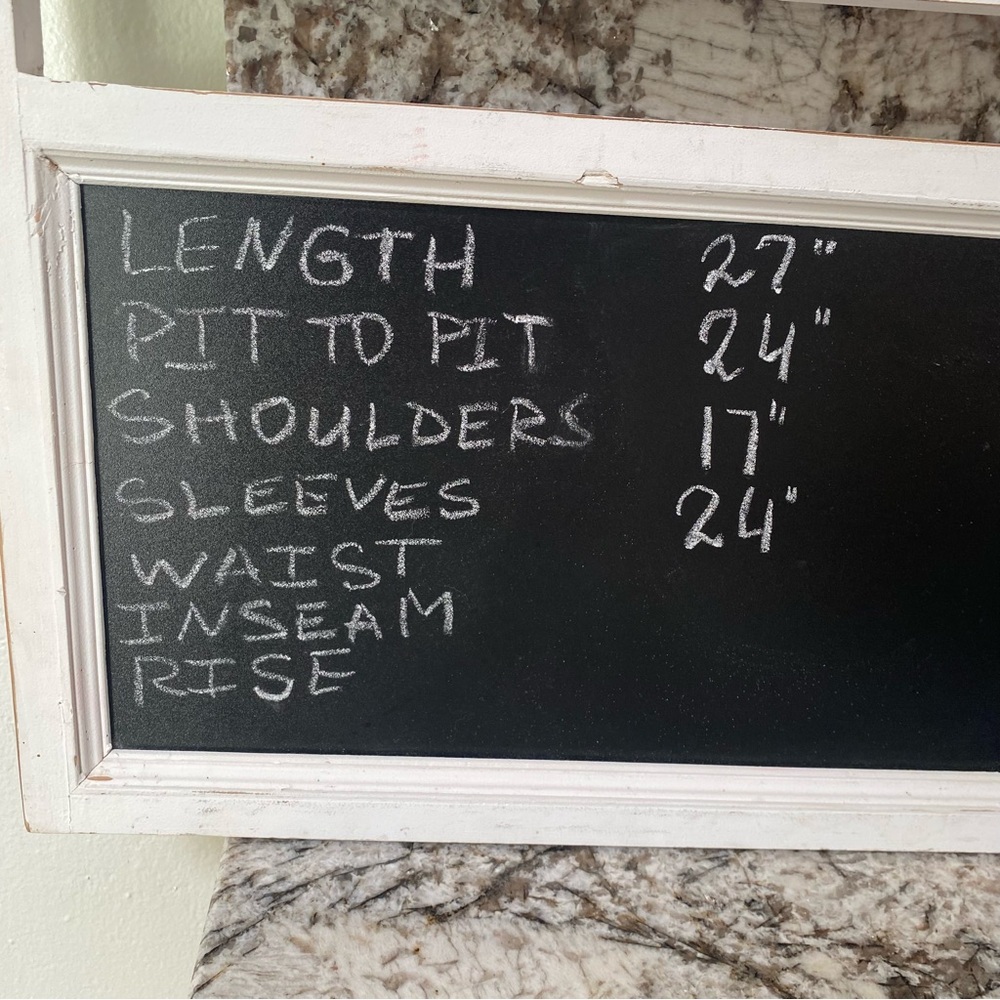 LENGTH 27"
PIT TO PIT 24"
SHOULDERS 17"
SLEEVES 24"
WAIST
INSEAM
RISE